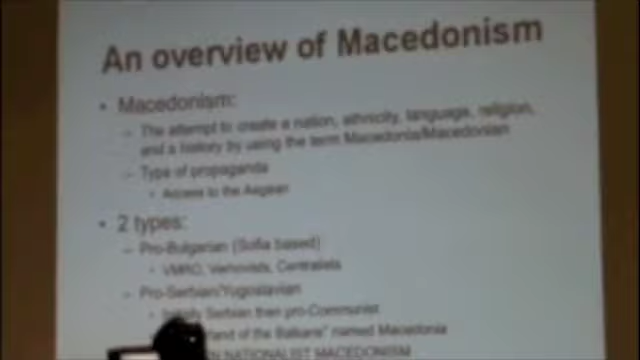 An overview of Macedonism
• Macedonism:
– The attempt to create a nation, ethnicity, language, religion,
and a history by using the term Macedonia/Macedonian
– Type of propaganda
• Access to the Aegean
• 2 types:
– Pro-Bulgarian (Sofia based)
• VMRO, Centralists
– Pro-Serbian/Yugoslavian
• Serbian then pro-Communist
of the Balkans" named Macedonia
NATIONALIST MACEDONISM